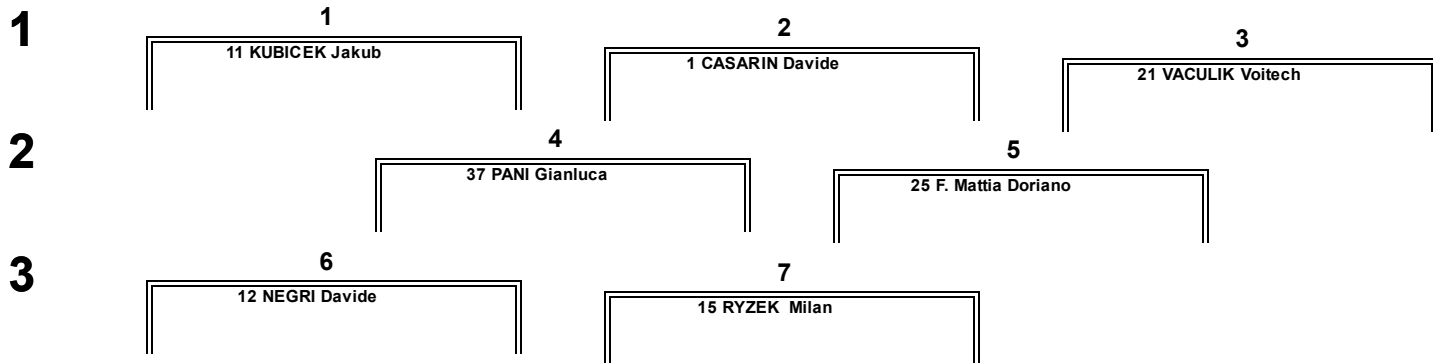 1
1
11 KUBICEK Jakub
2
1 CASARIN Davide
3
21 VACULIK Voitech
2
4
37 PANI Gianluca
5
25 F. Mattia Doriano
3
6
12 NEGRI Davide
7
15 RYZEK Milan